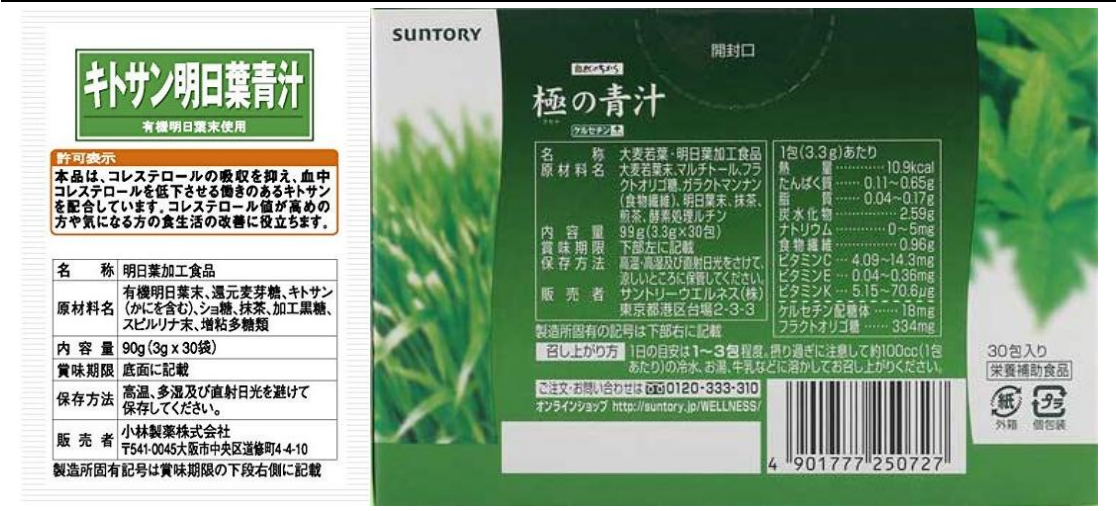 キトサン明日葉青汁
有機明日葉末使用
許可表示
本品は、コレステロールの吸収を抑え、血中
コレステロールを低下させる働きのあるキトサン
を配合しています。コレステロール値が高めの
方や気になる方の食生活の改善に役立ちます。
名 称 明日葉加工食品
原材料名 有機明日葉末、還元麦芽糖、キトサン
(かにを含む)、ショ糖、抹茶、加工黒糖、
スピルリナ末、増粘多糖類
内 容 量 90g(3g x 30袋)
賞味期限 底面に記載
保存方法 高温、多湿及び直射日光を避けて
保存してください。
販 売 者 小林製薬株式会社
〒541-0045大阪市中央区道修町4-4-10
製造所固有記号は賞味期限の下段右側に記載
SUNTORY
開封口
自然のちから
極の青汁
ケルセチン
名 称 大麦若葉・明日葉加工食品
原材料名 大麦若葉末、マルチトール、フラ
クトオリゴ糖、ガラクトマンナン
(食物繊維)、明日葉末、抹茶、
煎茶、酵素処理ルチン
内 容 量 99g(3.3g×30包)
賞味期限 下部左に記載
保存方法 高温・高湿及び直射日光をさけて、
涼しいところに保管してください。
販 売 者 サントリーウエルネス(株)
東京都港区台場2-3-3
製造所固有の記号は下部右に記載
1包(3.3g)あたり
熱 量 ……… 10.9kcal
たんぱく質 …… 0.11~0.65g
脂 質 …… 0.04~0.17g
炭水化物 ………… 2.59g
ナトリウム ……… 0~5mg
食物繊維 ………… 0.96g
ビタミンC … 4.09~14.3mg
ビタミンE … 0.04~0.36mg
ビタミンK … 5.15~70.6μg
ケルセチン配糖体 …… 18mg
フラクトオリゴ糖 …… 334mg
召し上がり方 1日の目安は1~3包程度。摂り過ぎに注意して約100cc(1包
あたり)の冷水、お湯、牛乳などに溶かしてお召し上がりください。
ご注文・お問い合わせは 0120-333-310
オンラインショップ http://suntory.jp/WELLNESS/
4 901777 250727
30包入り
栄養補助食品
紙 プラ
外箱 個包装